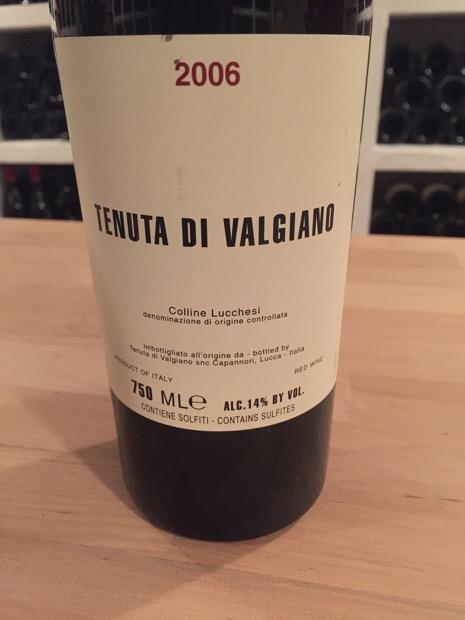 2006
TENUTA DI VALGIANO
Colline Lucchesi
denominazione di origine controllata
Imbottigliato all'origine da - bottled by
Tenuta di Valgiano snc Capannori, Lucca - Italia
PRODUCT OF ITALY RED WINE
750 MLe ALC.14% BY VOL.
CONTIENE SOLFITI - CONTAINS SULFITES